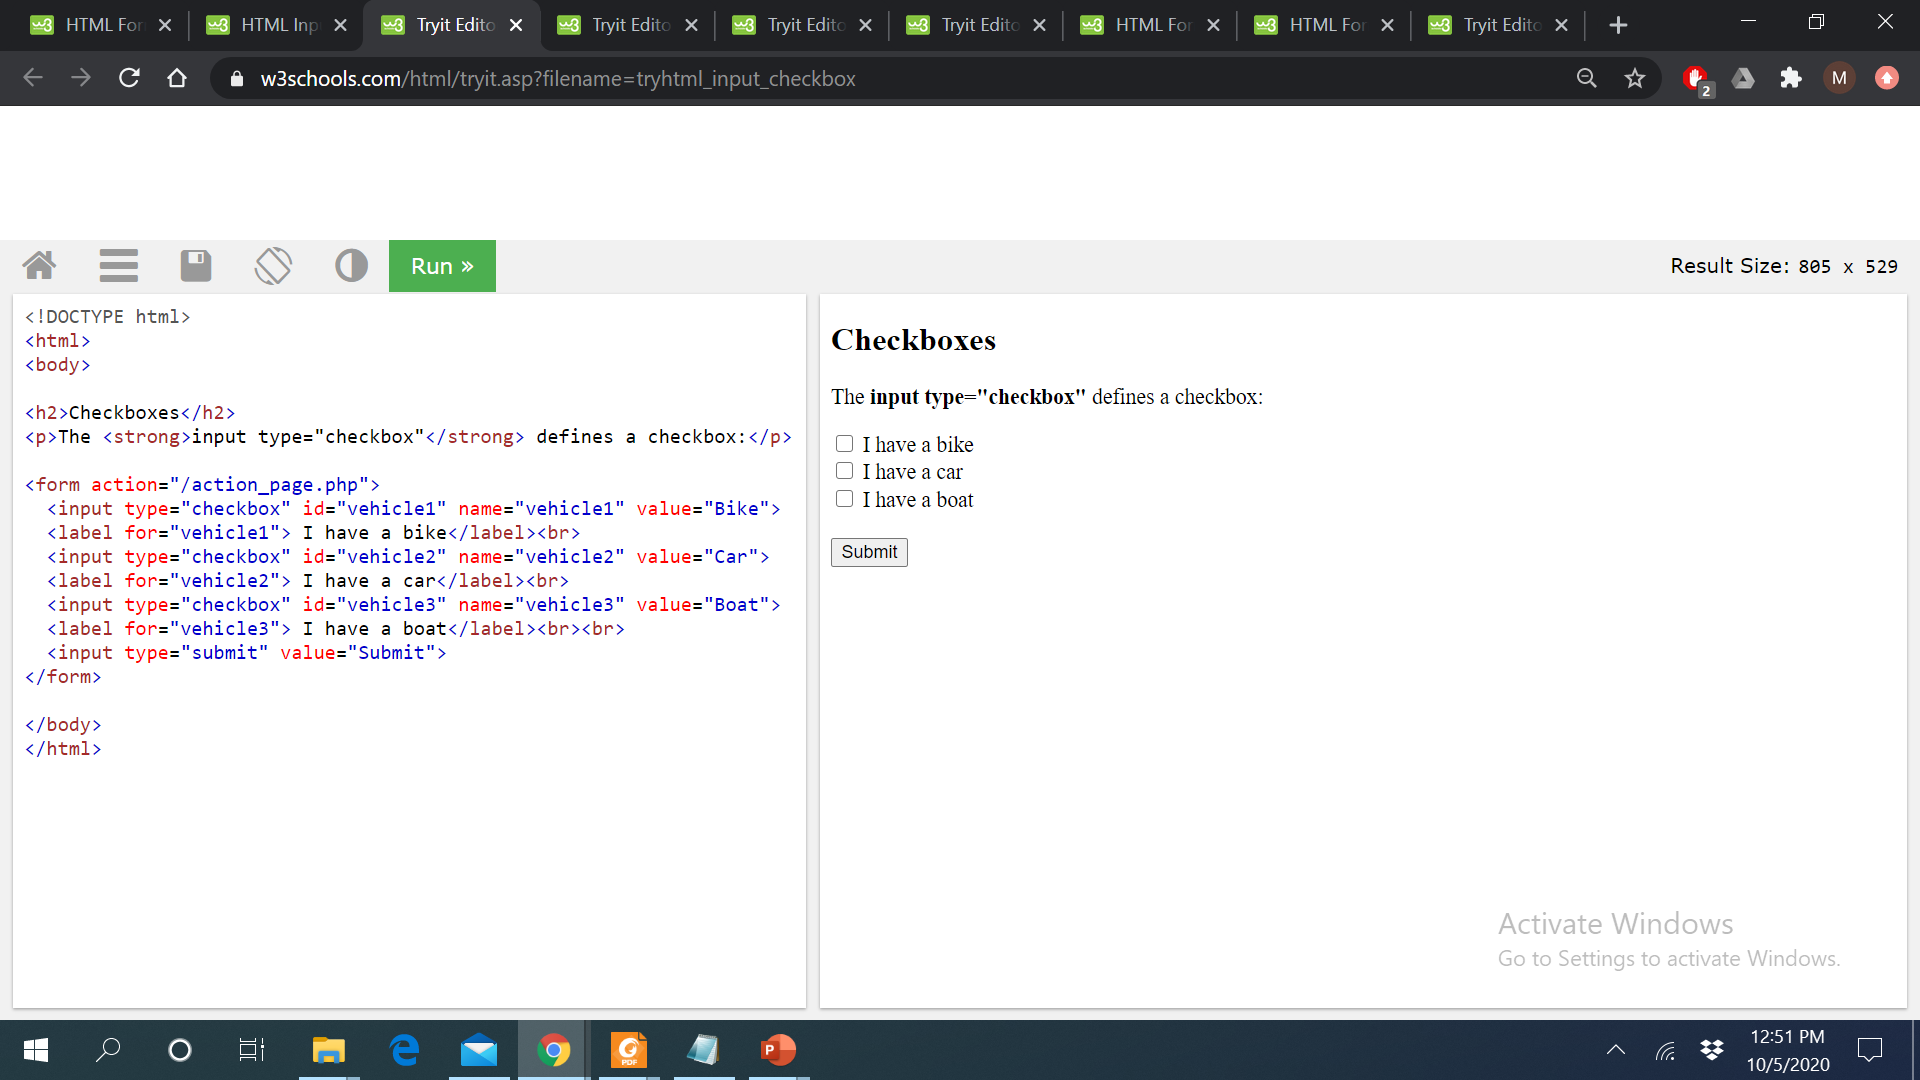 HTML For
HTML Inp
Tryit Edito
Tryit Edito
Tryit Edito
Tryit Edito
HTML For
HTML For
Tryit Edito
w3schools.com/html/tryit.asp?filename=tryhtml_input_checkbox
2
M
Run »
Result Size: 805 x 529
<!DOCTYPE html>
<html>
<body>
<h2>Checkboxes</h2>
<p>The <strong>input type="checkbox"</strong> defines a checkbox:</p>
<form action="/action_page.php">
<input type="checkbox" id="vehicle1" name="vehicle1" value="Bike">
<label for="vehicle1"> I have a bike</label><br>
<input type="checkbox" id="vehicle2" name="vehicle2" value="Car">
<label for="vehicle2"> I have a car</label><br>
<input type="checkbox" id="vehicle3" name="vehicle3" value="Boat">
<label for="vehicle3"> I have a boat</label><br><br>
<input type="submit" value="Submit">
</form>
</body>
</html>
Checkboxes
The input type="checkbox" defines a checkbox:
I have a bike
I have a car
I have a boat
Submit
Activate Windows
Go to Settings to activate Windows.
PDF
P
12:51 PM
10/5/2020